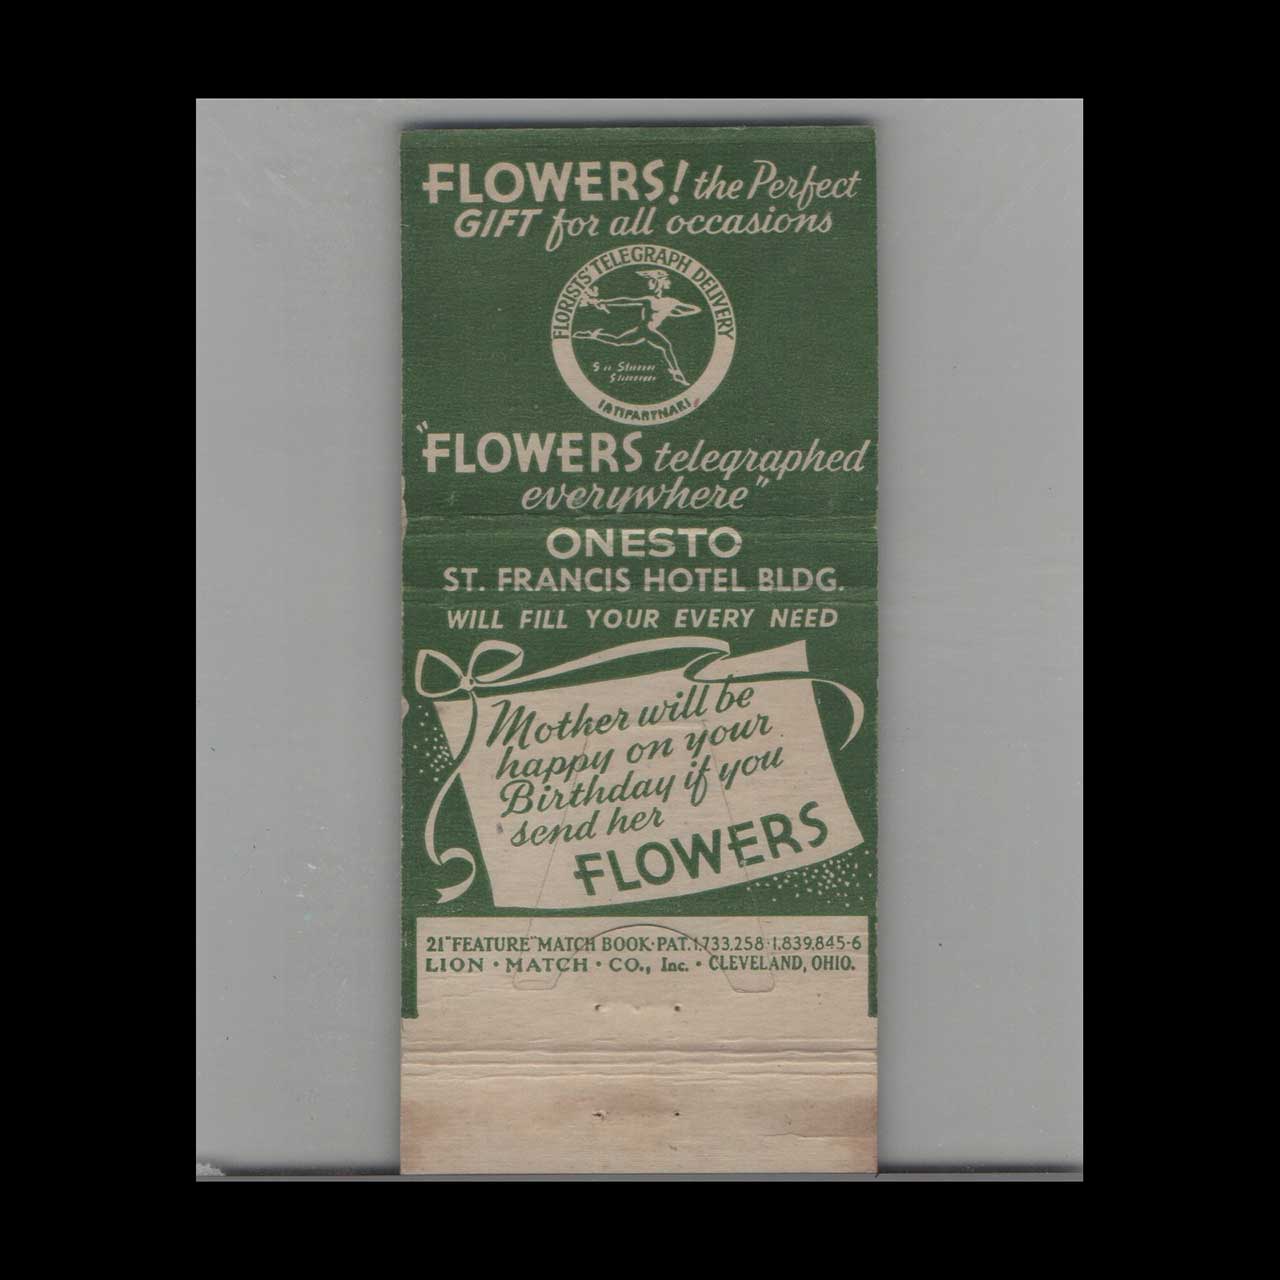 FLOWERS! the Perfect
GIFT for all occasions
FLORISTS' TELEGRAPH DELIVERY
"FLOWERS telegraphed
everywhere"
ONESTO
ST. FRANCIS HOTEL BLDG.
WILL FILL YOUR EVERY NEED
Mother will be
happy on your
Birthday if you
send her
FLOWERS
21 "FEATURE" MATCH BOOK · PAT. 1,733,258 · 1,839,845-6
LION · MATCH · CO., Inc. · CLEVELAND, OHIO.